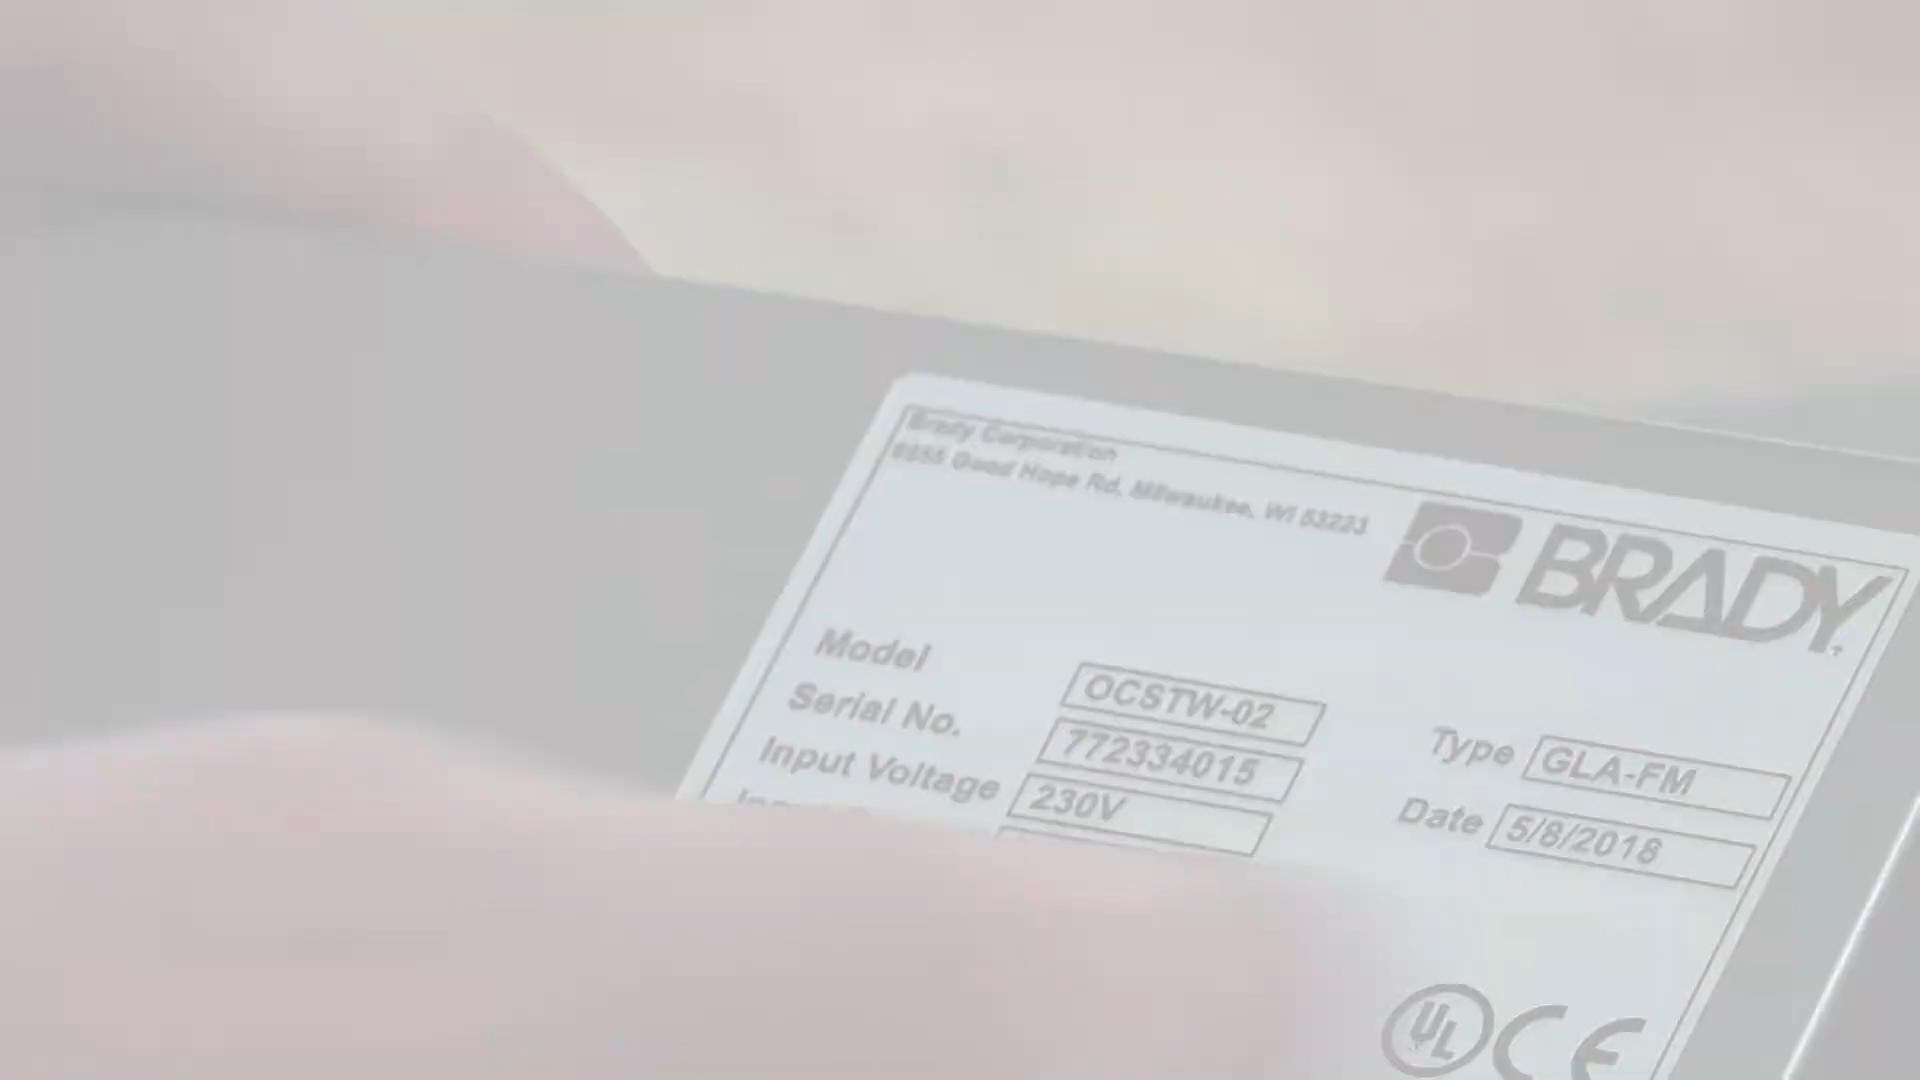 Brady Corporation
6555 Good Hope Rd, Milwaukee, WI 53223
BRADY
Model OCSTW-02
Serial No. 772334015
Type GLA-FM
Input Voltage 230V
Date 5/8/2018
Input
UL CE